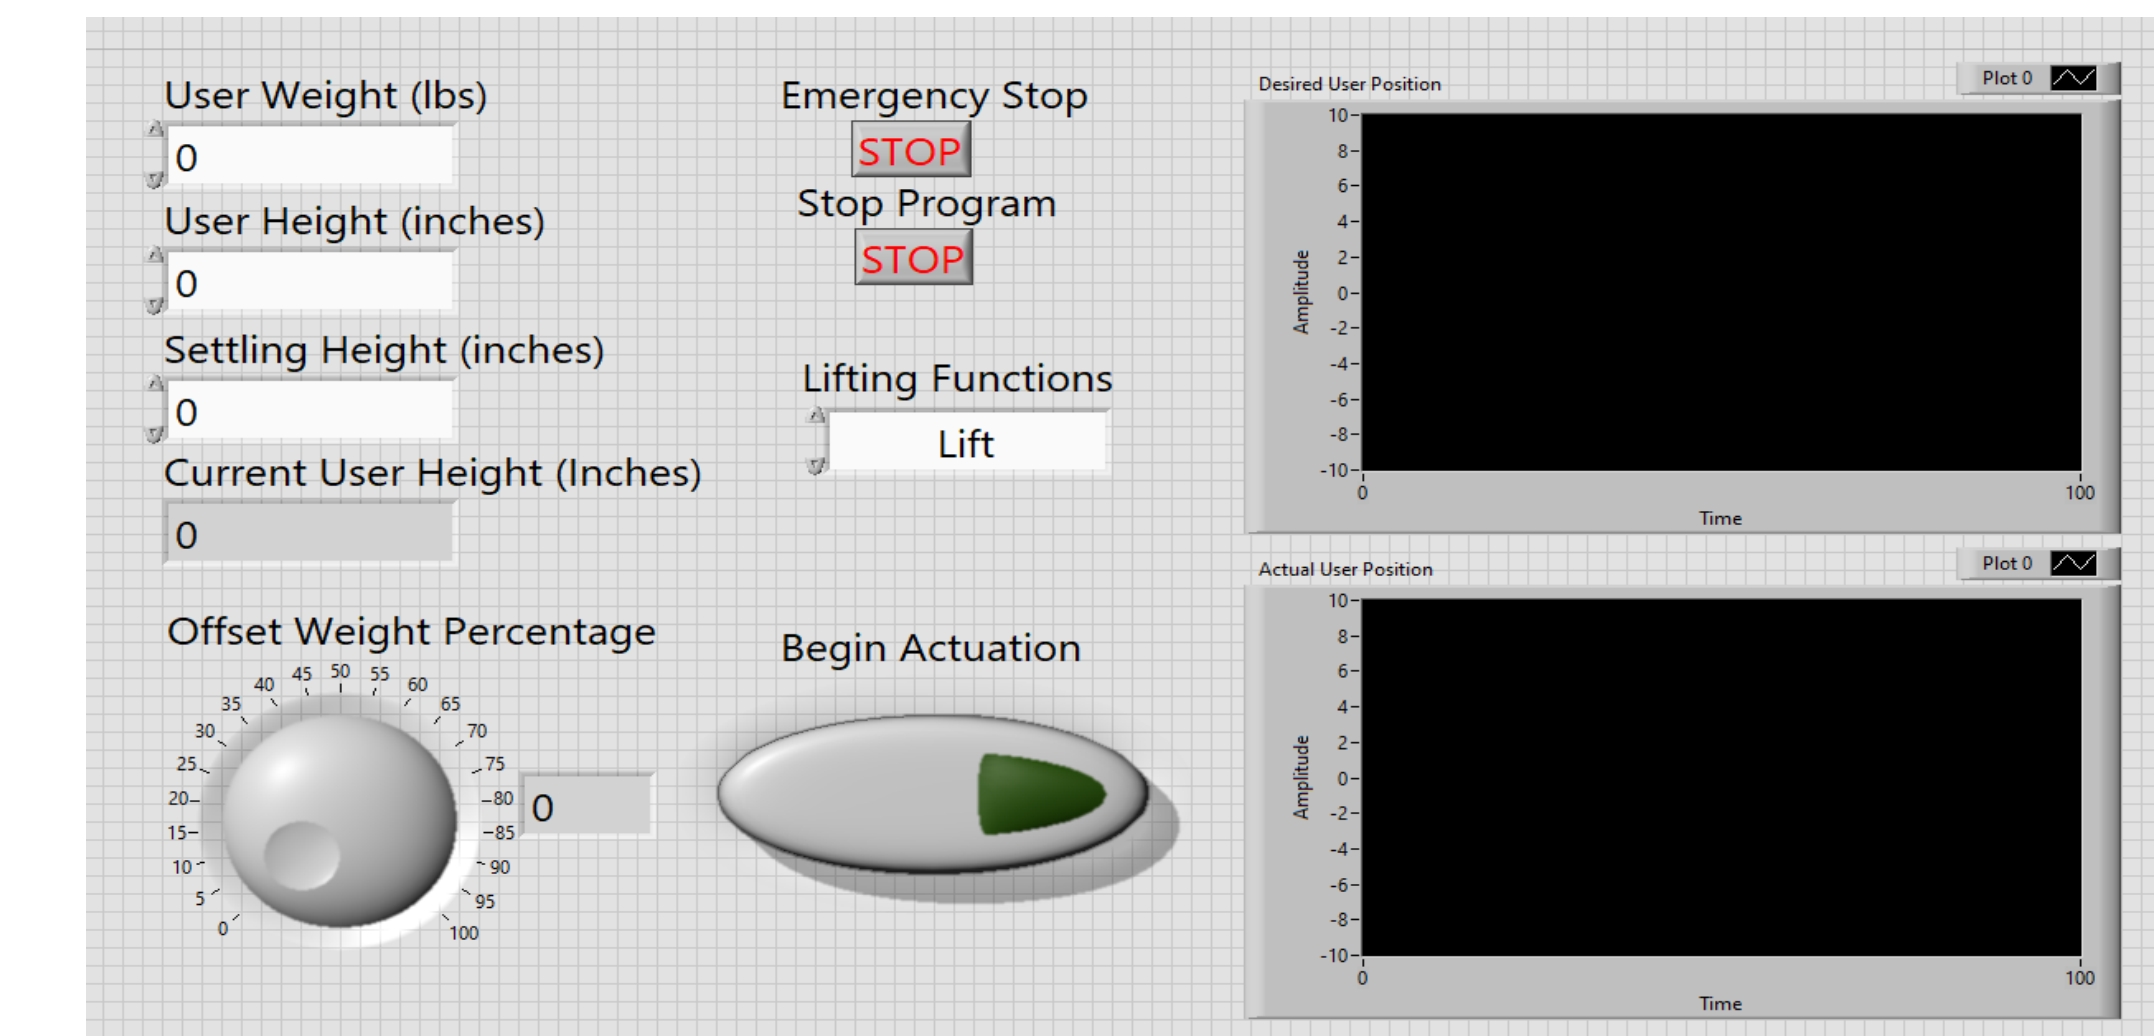 User Weight (lbs)
0
User Height (inches)
0
Settling Height (inches)
0
Current User Height (Inches)
0
Offset Weight Percentage
0
5
10
15
20
25
30
35
40
45
50
55
60
65
70
75
80
85
90
95
100
0
Emergency Stop
STOP
Stop Program
STOP
Lifting Functions
Lift
Begin Actuation
Desired User Position
Plot 0
Amplitude
10
8
6
4
2
0
-2
-4
-6
-8
-10
0
100
Time
Actual User Position
Plot 0
Amplitude
10
8
6
4
2
0
-2
-4
-6
-8
-10
0
100
Time